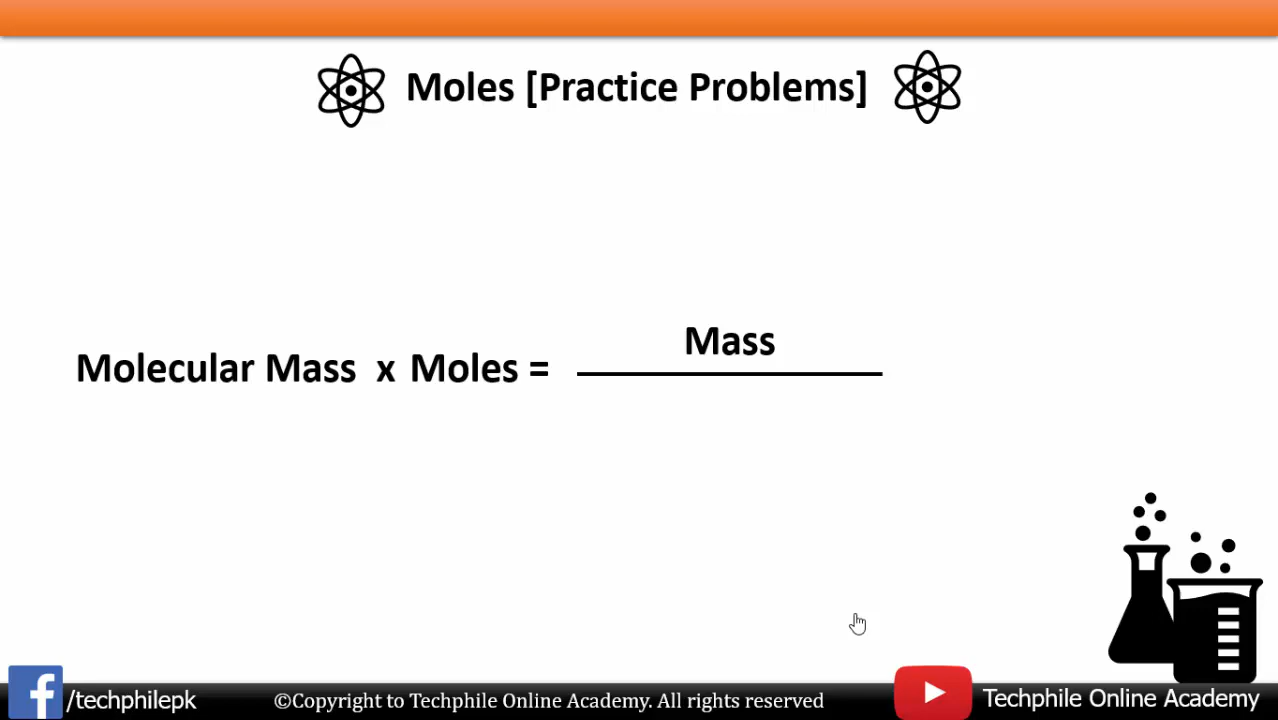 Moles [Practice Problems]
Mass
Molecular Mass x Moles =
/techphilepk
©Copyright to Techphile Online Academy. All rights reserved
Techphile Online Academy